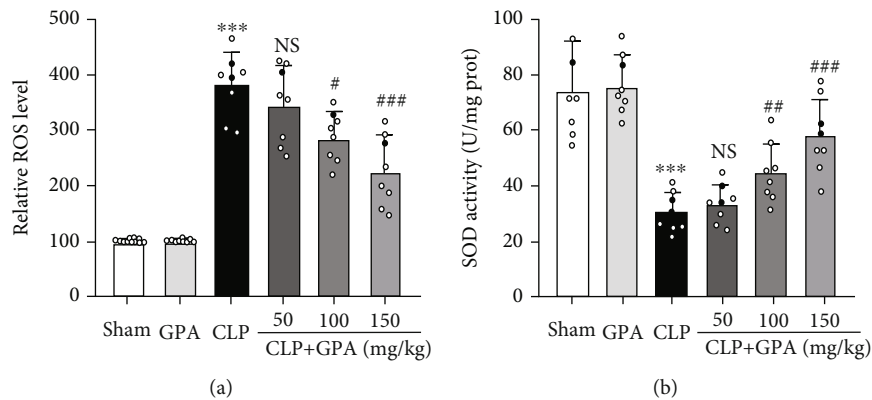 Relative ROS level
500
400
300
200
100
0
***
NS
#
###
Sham
GPA
CLP
50
100
150
CLP+GPA (mg/kg)
(a)
SOD activity (U/mg prot)
100
80
60
40
20
0
***
NS
##
###
Sham
GPA
CLP
50
100
150
CLP+GPA (mg/kg)
(b)